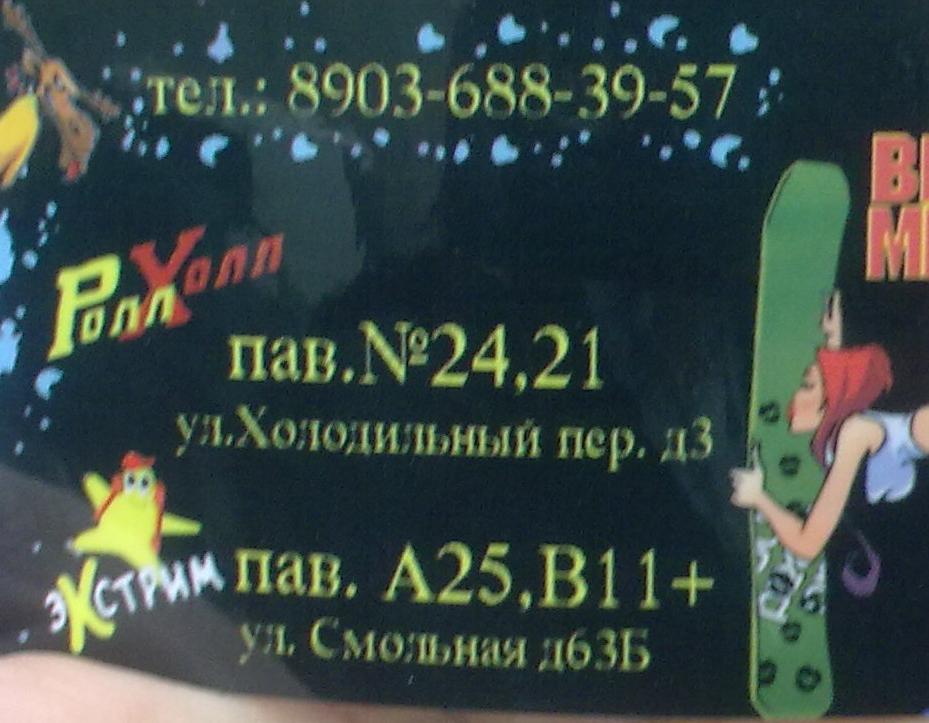 тел.: 8903-688-39-57
РоллХолл
пав.№24,21
ул.Холодильный пер. д3
эКстрим
пав. А25,В11+
ул. Смольная д63Б